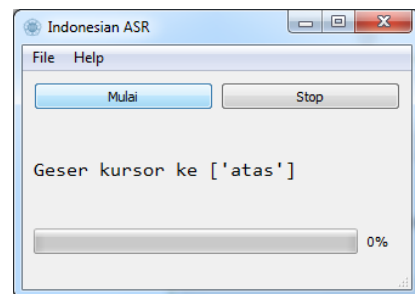 Indonesian ASR
File Help
Mulai Stop
Geser kursor ke ['atas']
0%